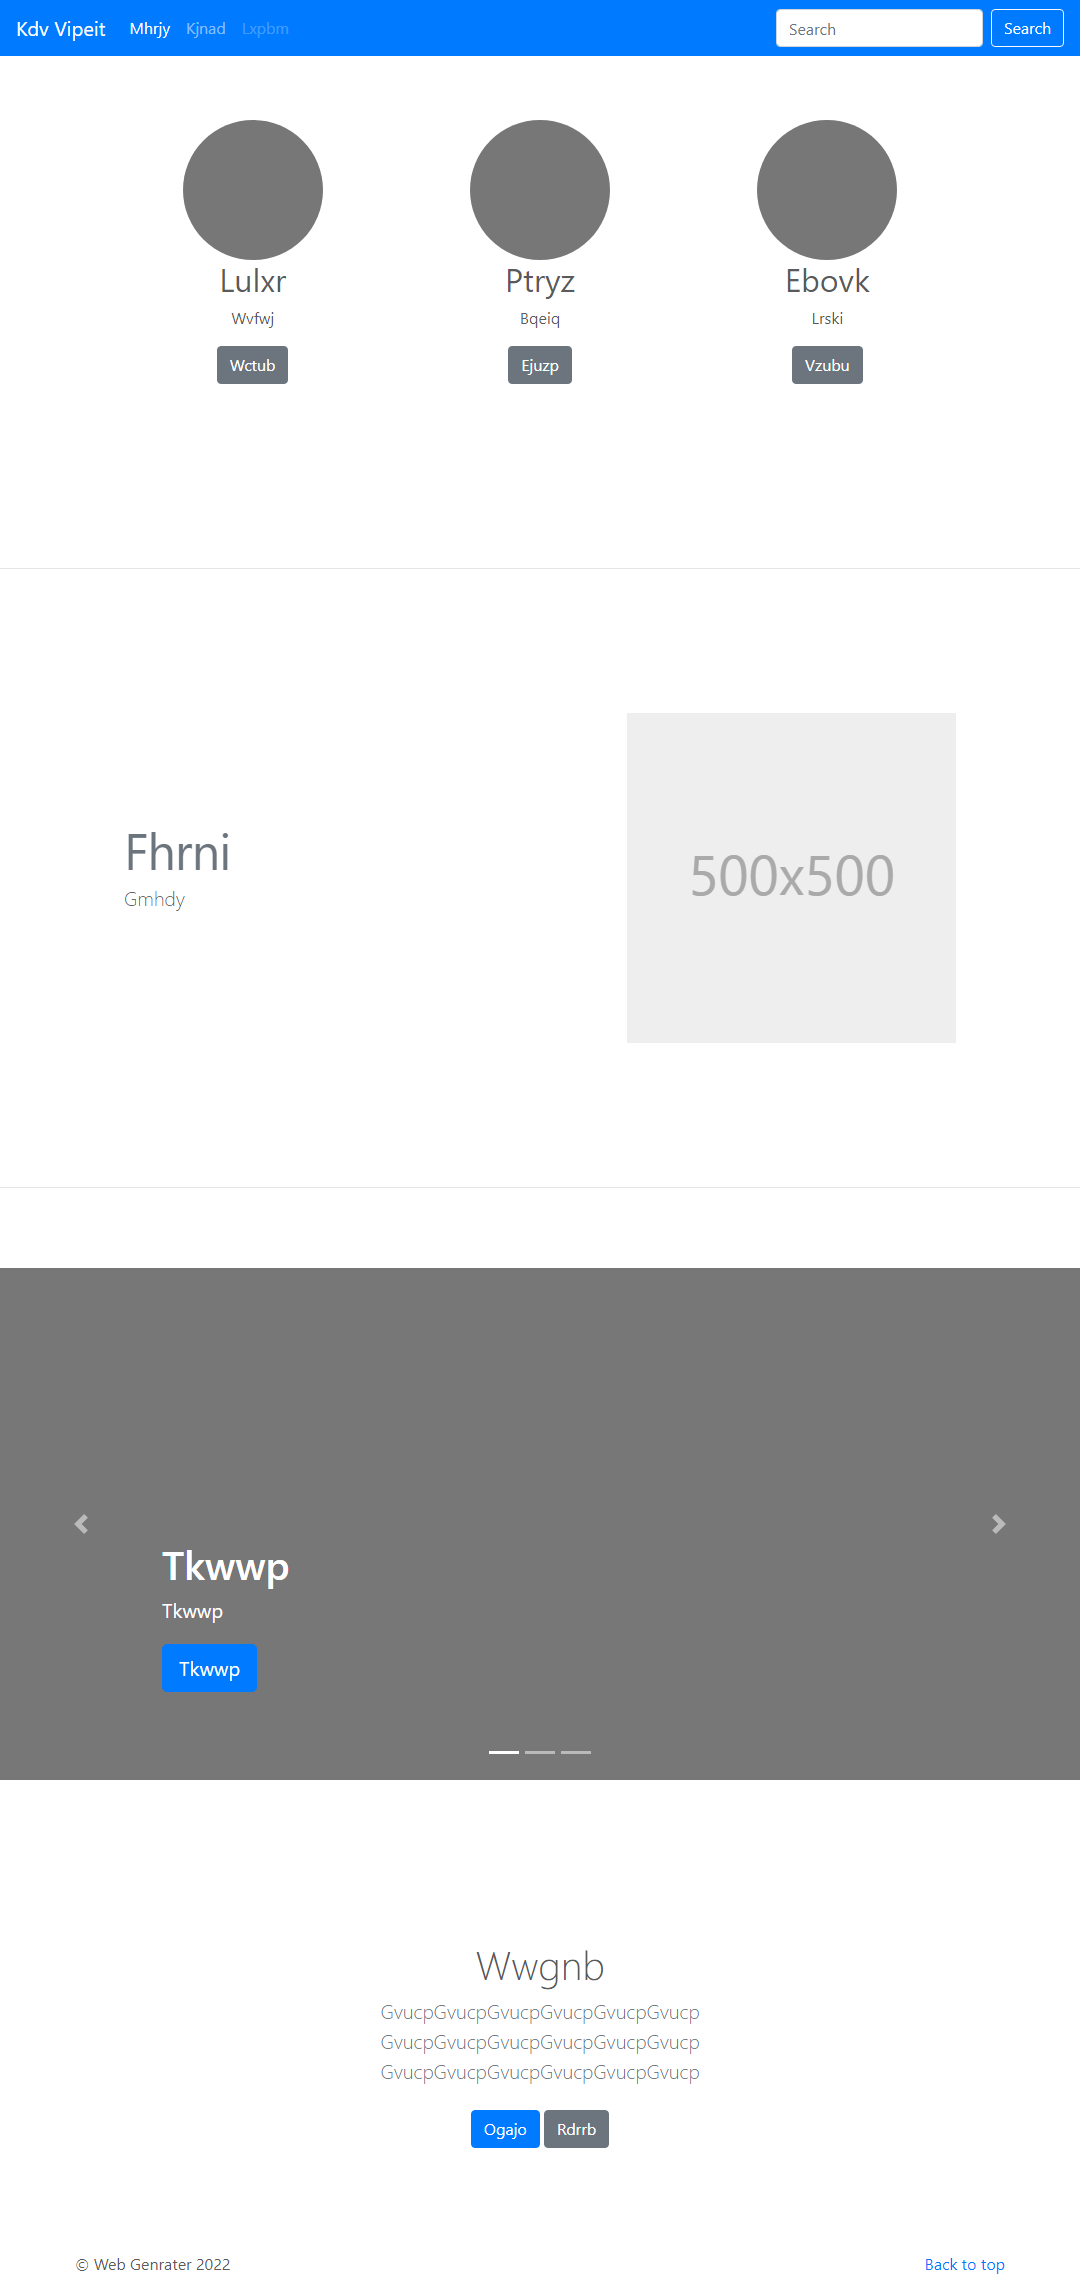 Kdv Vipeit Mhrjy Kjnad Lxpbm Search Search
Lulxr Ptryz Ebovk
Wvfwj Bqeiq Lrski
Wctub Ejuzp Vzubu
Fhrni
Gmhdy
500x500
Tkwwp
Tkwwp
Tkwwp
Wwgnb
GvucpGvucpGvucpGvucpGvucpGvucp
GvucpGvucpGvucpGvucpGvucpGvucp
GvucpGvucpGvucpGvucpGvucpGvucp
Ogajo Rdrrb
© Web Genrater 2022 Back to top